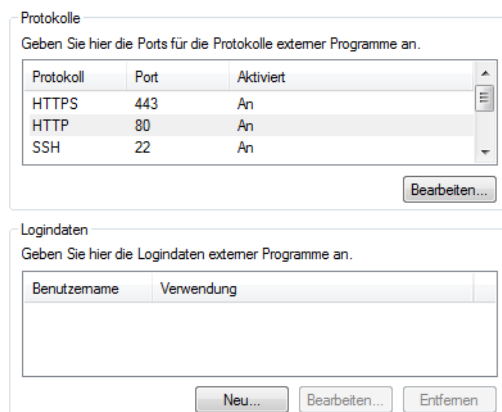 Protokolle
Geben Sie hier die Ports für die Protokolle externer Programme an.
Protokoll Port Aktiviert
HTTPS 443 An
HTTP 80 An
SSH 22 An
Bearbeiten...
Logindaten
Geben Sie hier die Logindaten externer Programme an.
Benutzername Verwendung
Neu... Bearbeiten... Entfernen